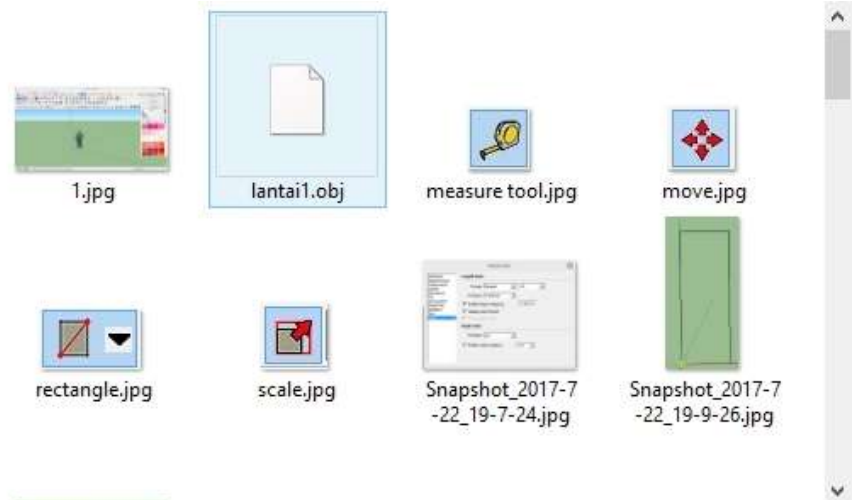 1.jpg
lantai1.obj
measure tool.jpg
move.jpg
rectangle.jpg
scale.jpg
Snapshot_2017-7
-22_19-7-24.jpg
Snapshot_2017-7
-22_19-9-26.jpg